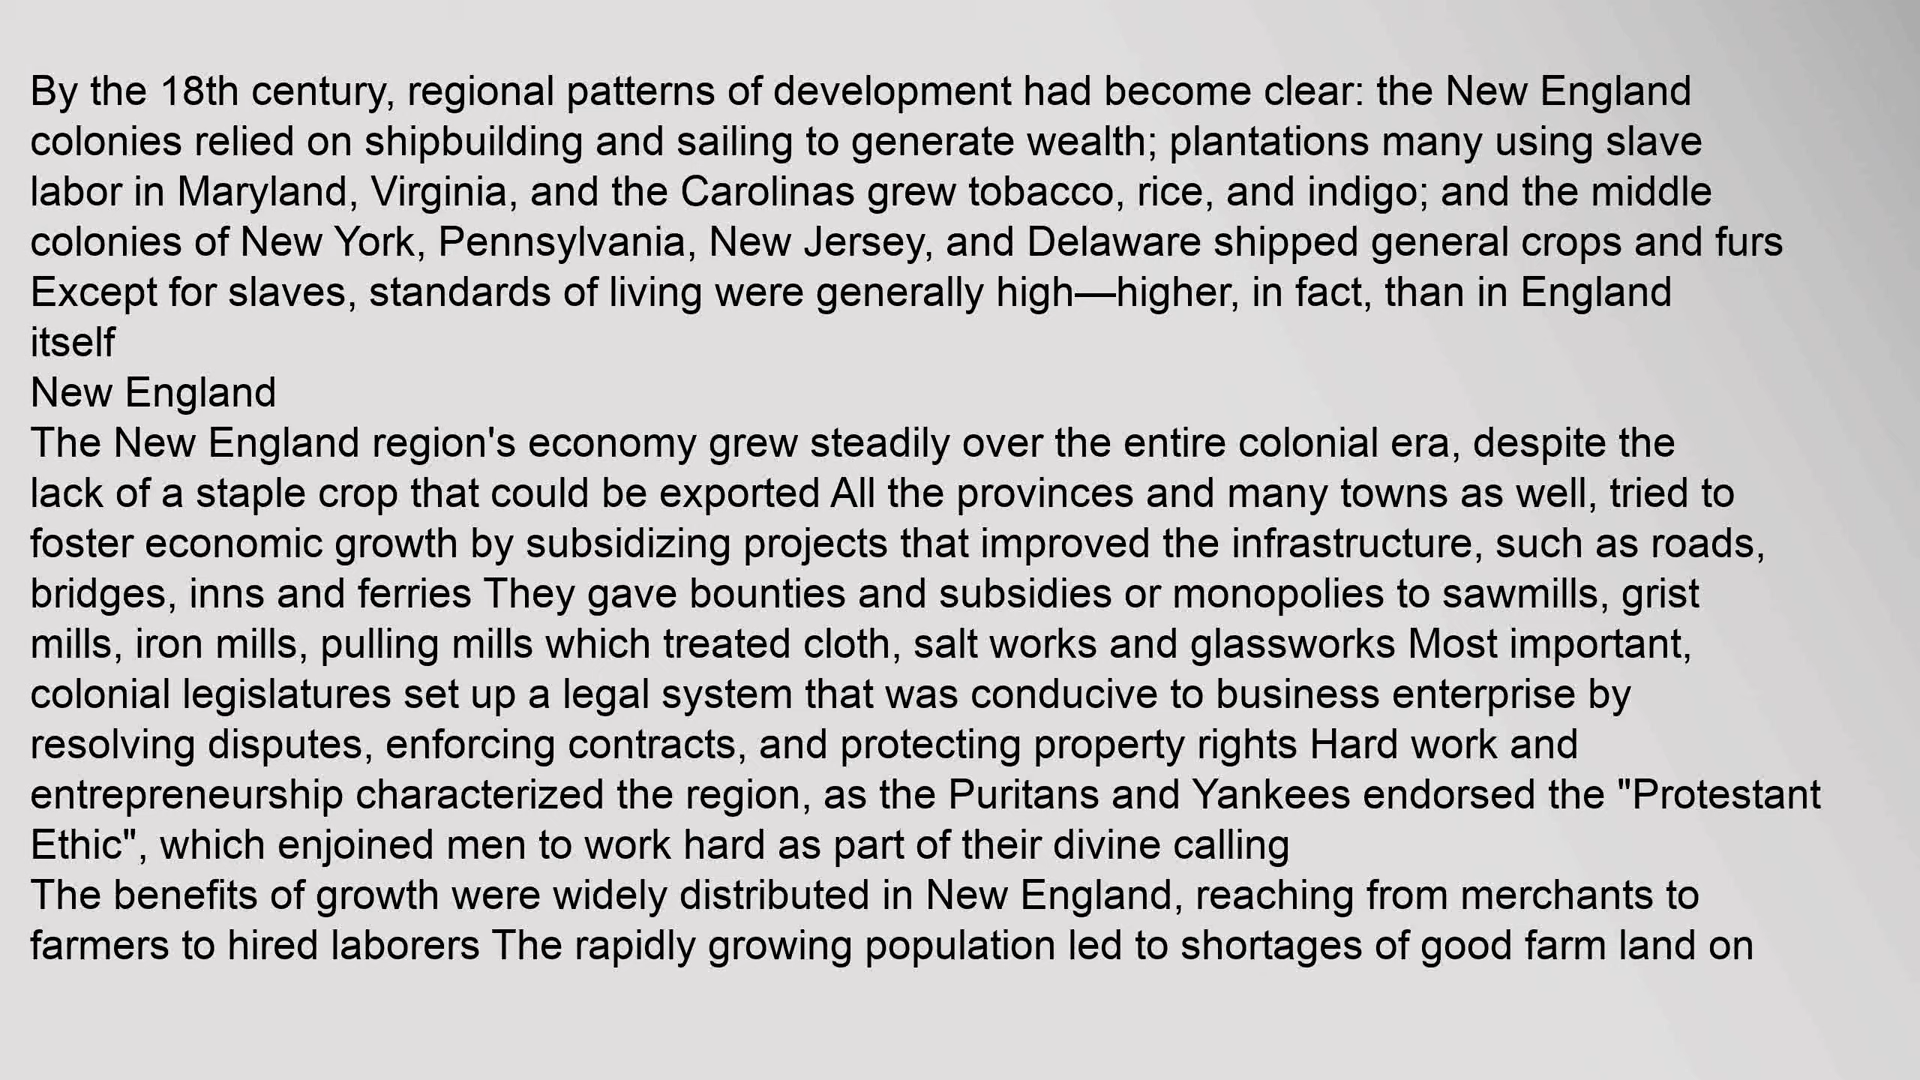 By the 18th century, regional patterns of development had become clear: the New England
colonies relied on shipbuilding and sailing to generate wealth; plantations many using slave
labor in Maryland, Virginia, and the Carolinas grew tobacco, rice, and indigo; and the middle
colonies of New York, Pennsylvania, New Jersey, and Delaware shipped general crops and furs
Except for slaves, standards of living were generally high—higher, in fact, than in England
itself
New England
The New England region's economy grew steadily over the entire colonial era, despite the
lack of a staple crop that could be exported All the provinces and many towns as well, tried to
foster economic growth by subsidizing projects that improved the infrastructure, such as roads,
bridges, inns and ferries They gave bounties and subsidies or monopolies to sawmills, grist
mills, iron mills, pulling mills which treated cloth, salt works and glassworks Most important,
colonial legislatures set up a legal system that was conducive to business enterprise by
resolving disputes, enforcing contracts, and protecting property rights Hard work and
entrepreneurship characterized the region, as the Puritans and Yankees endorsed the "Protestant
Ethic", which enjoined men to work hard as part of their divine calling
The benefits of growth were widely distributed in New England, reaching from merchants to
farmers to hired laborers The rapidly growing population led to shortages of good farm land on